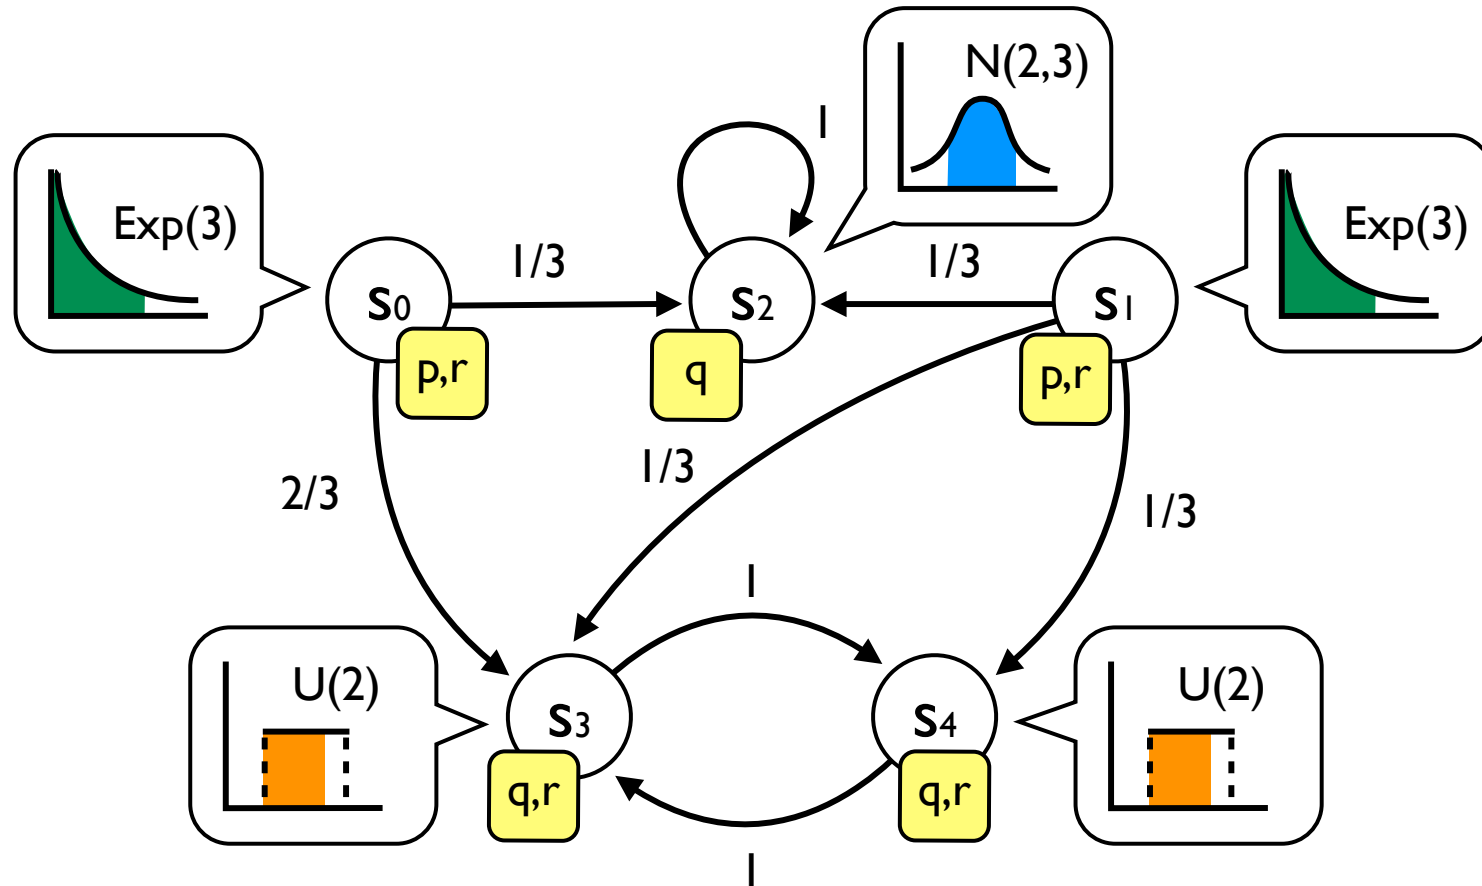 N(2,3)
1
Exp(3)
Exp(3)
1/3
1/3
s0
s2
s1
p,r
q
p,r
2/3
1/3
1/3
1
U(2)
U(2)
s3
s4
q,r
q,r
1